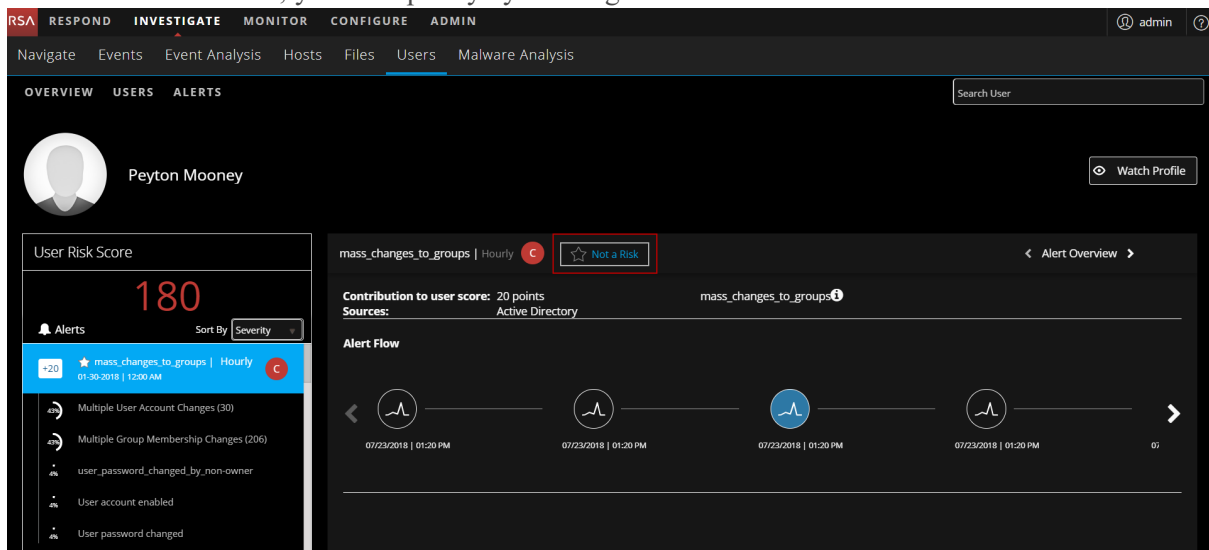 RSA RESPOND INVESTIGATE MONITOR CONFIGURE ADMIN admin ?
Navigate Events Event Analysis Hosts Files Users Malware Analysis
OVERVIEW USERS ALERTS Search User
Peyton Mooney Watch Profile
User Risk Score
180
Alerts Sort By Severity
+20 mass_changes_to_groups | Hourly C
01-30-2018 | 12:00 AM
43% Multiple User Account Changes (30)
43% Multiple Group Membership Changes (206)
4% user_password_changed_by_non-owner
4% User account enabled
4% User password changed
mass_changes_to_groups | Hourly C Not a Risk Alert Overview
Contribution to user score: 20 points mass_changes_to_groups
Sources: Active Directory
Alert Flow
07/23/2018 | 01:20 PM 07/23/2018 | 01:20 PM 07/23/2018 | 01:20 PM 07/23/2018 | 01:20 PM